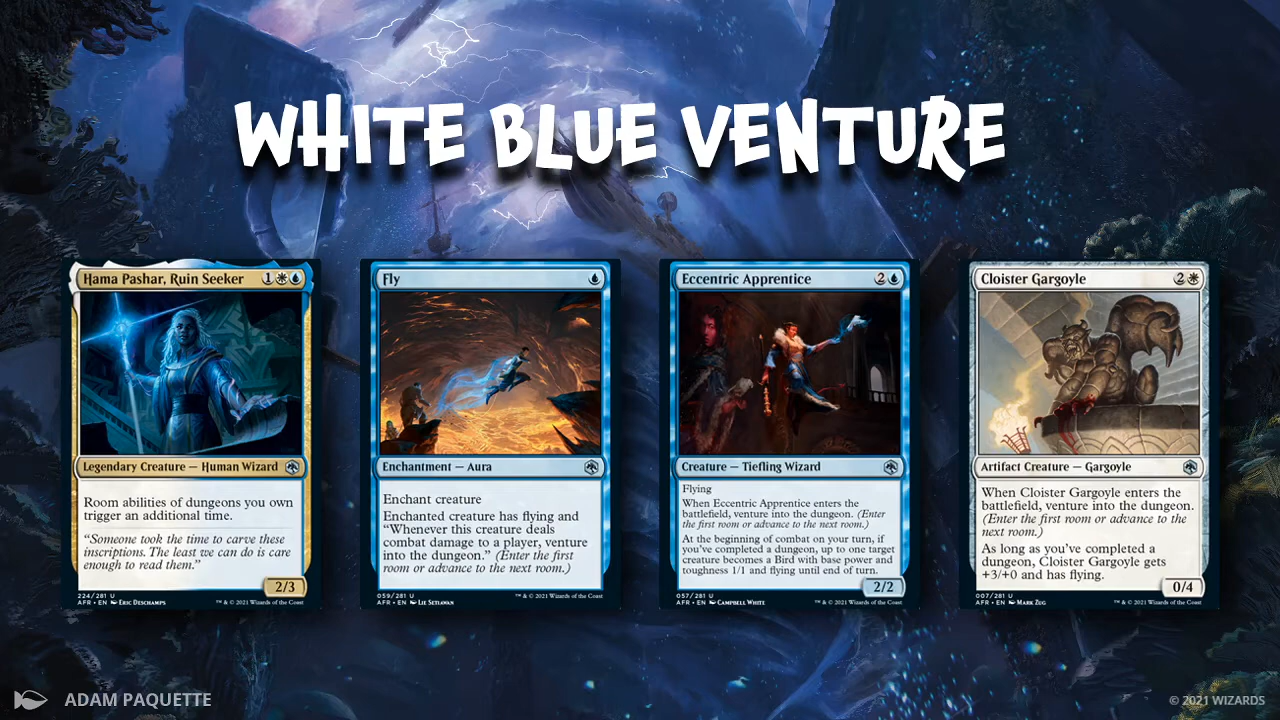 WHITE BLUE VENTURE
Hama Pashar, Ruin Seeker 1
Legendary Creature — Human Wizard
Room abilities of dungeons you own
trigger an additional time.
“Someone took the time to carve these
inscriptions. The least we can do is care
enough to read them.”
2/3
224/281 U
AFR • EN Eric Deschamps ™ & © 2021 Wizards of the Coast
Fly
Enchantment — Aura
Enchant creature
Enchanted creature has flying and
“Whenever this creature deals
combat damage to a player, venture
into the dungeon.” (Enter the first
room or advance to the next room.)
059/281 U
AFR • EN Lie Setiawan ™ & © 2021 Wizards of the Coast
Eccentric Apprentice 2
Creature — Tiefling Wizard
Flying
When Eccentric Apprentice enters the
battlefield, venture into the dungeon. (Enter
the first room or advance to the next room.)
At the beginning of combat on your turn, if
you’ve completed a dungeon, up to one target
creature becomes a Bird with base power and
toughness 1/1 and flying until end of turn.
2/2
057/281 U
AFR • EN Campbell White ™ & © 2021 Wizards of the Coast
Cloister Gargoyle 2
Artifact Creature — Gargoyle
When Cloister Gargoyle enters the
battlefield, venture into the dungeon.
(Enter the first room or advance to the
next room.)
As long as you’ve completed a
dungeon, Cloister Gargoyle gets
+3/+0 and has flying.
0/4
007/281 U
AFR • EN Mark Zug ™ & © 2021 Wizards of the Coast
ADAM PAQUETTE
© 2021 WIZARDS